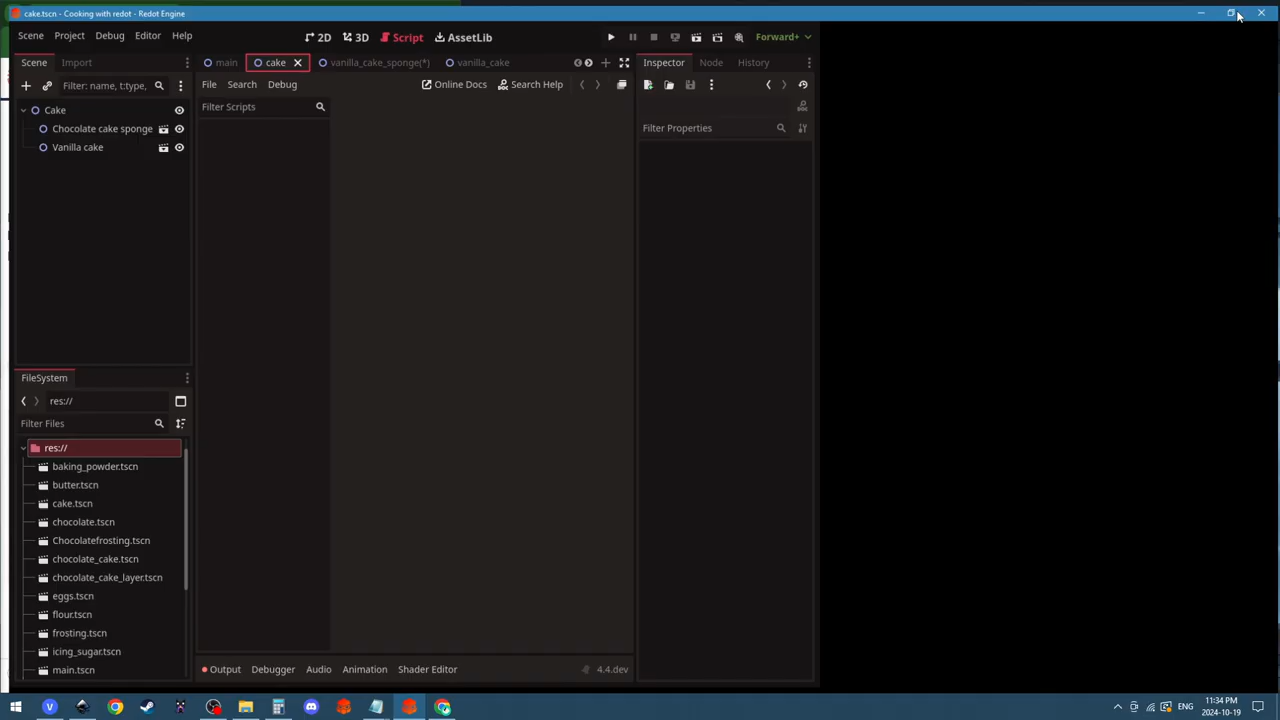 cake.tscn - Cooking with redot - Redot Engine
Scene Project Debug Editor Help
2D 3D Script AssetLib
Forward+
Scene Import
main cake vanilla_cake_sponge(*) vanilla_cake
Inspector Node History
Filter: name, t:type,
File Search Debug
Online Docs Search Help
Filter Scripts
Filter Properties
Cake
Chocolate cake sponge
Vanilla cake
FileSystem
res://
Filter Files
res://
baking_powder.tscn
butter.tscn
cake.tscn
chocolate.tscn
Chocolatefrosting.tscn
chocolate_cake.tscn
chocolate_cake_layer.tscn
eggs.tscn
flour.tscn
frosting.tscn
icing_sugar.tscn
main.tscn
Output Debugger Audio Animation Shader Editor
4.4.dev
ENG
11:34 PM
2024-10-19